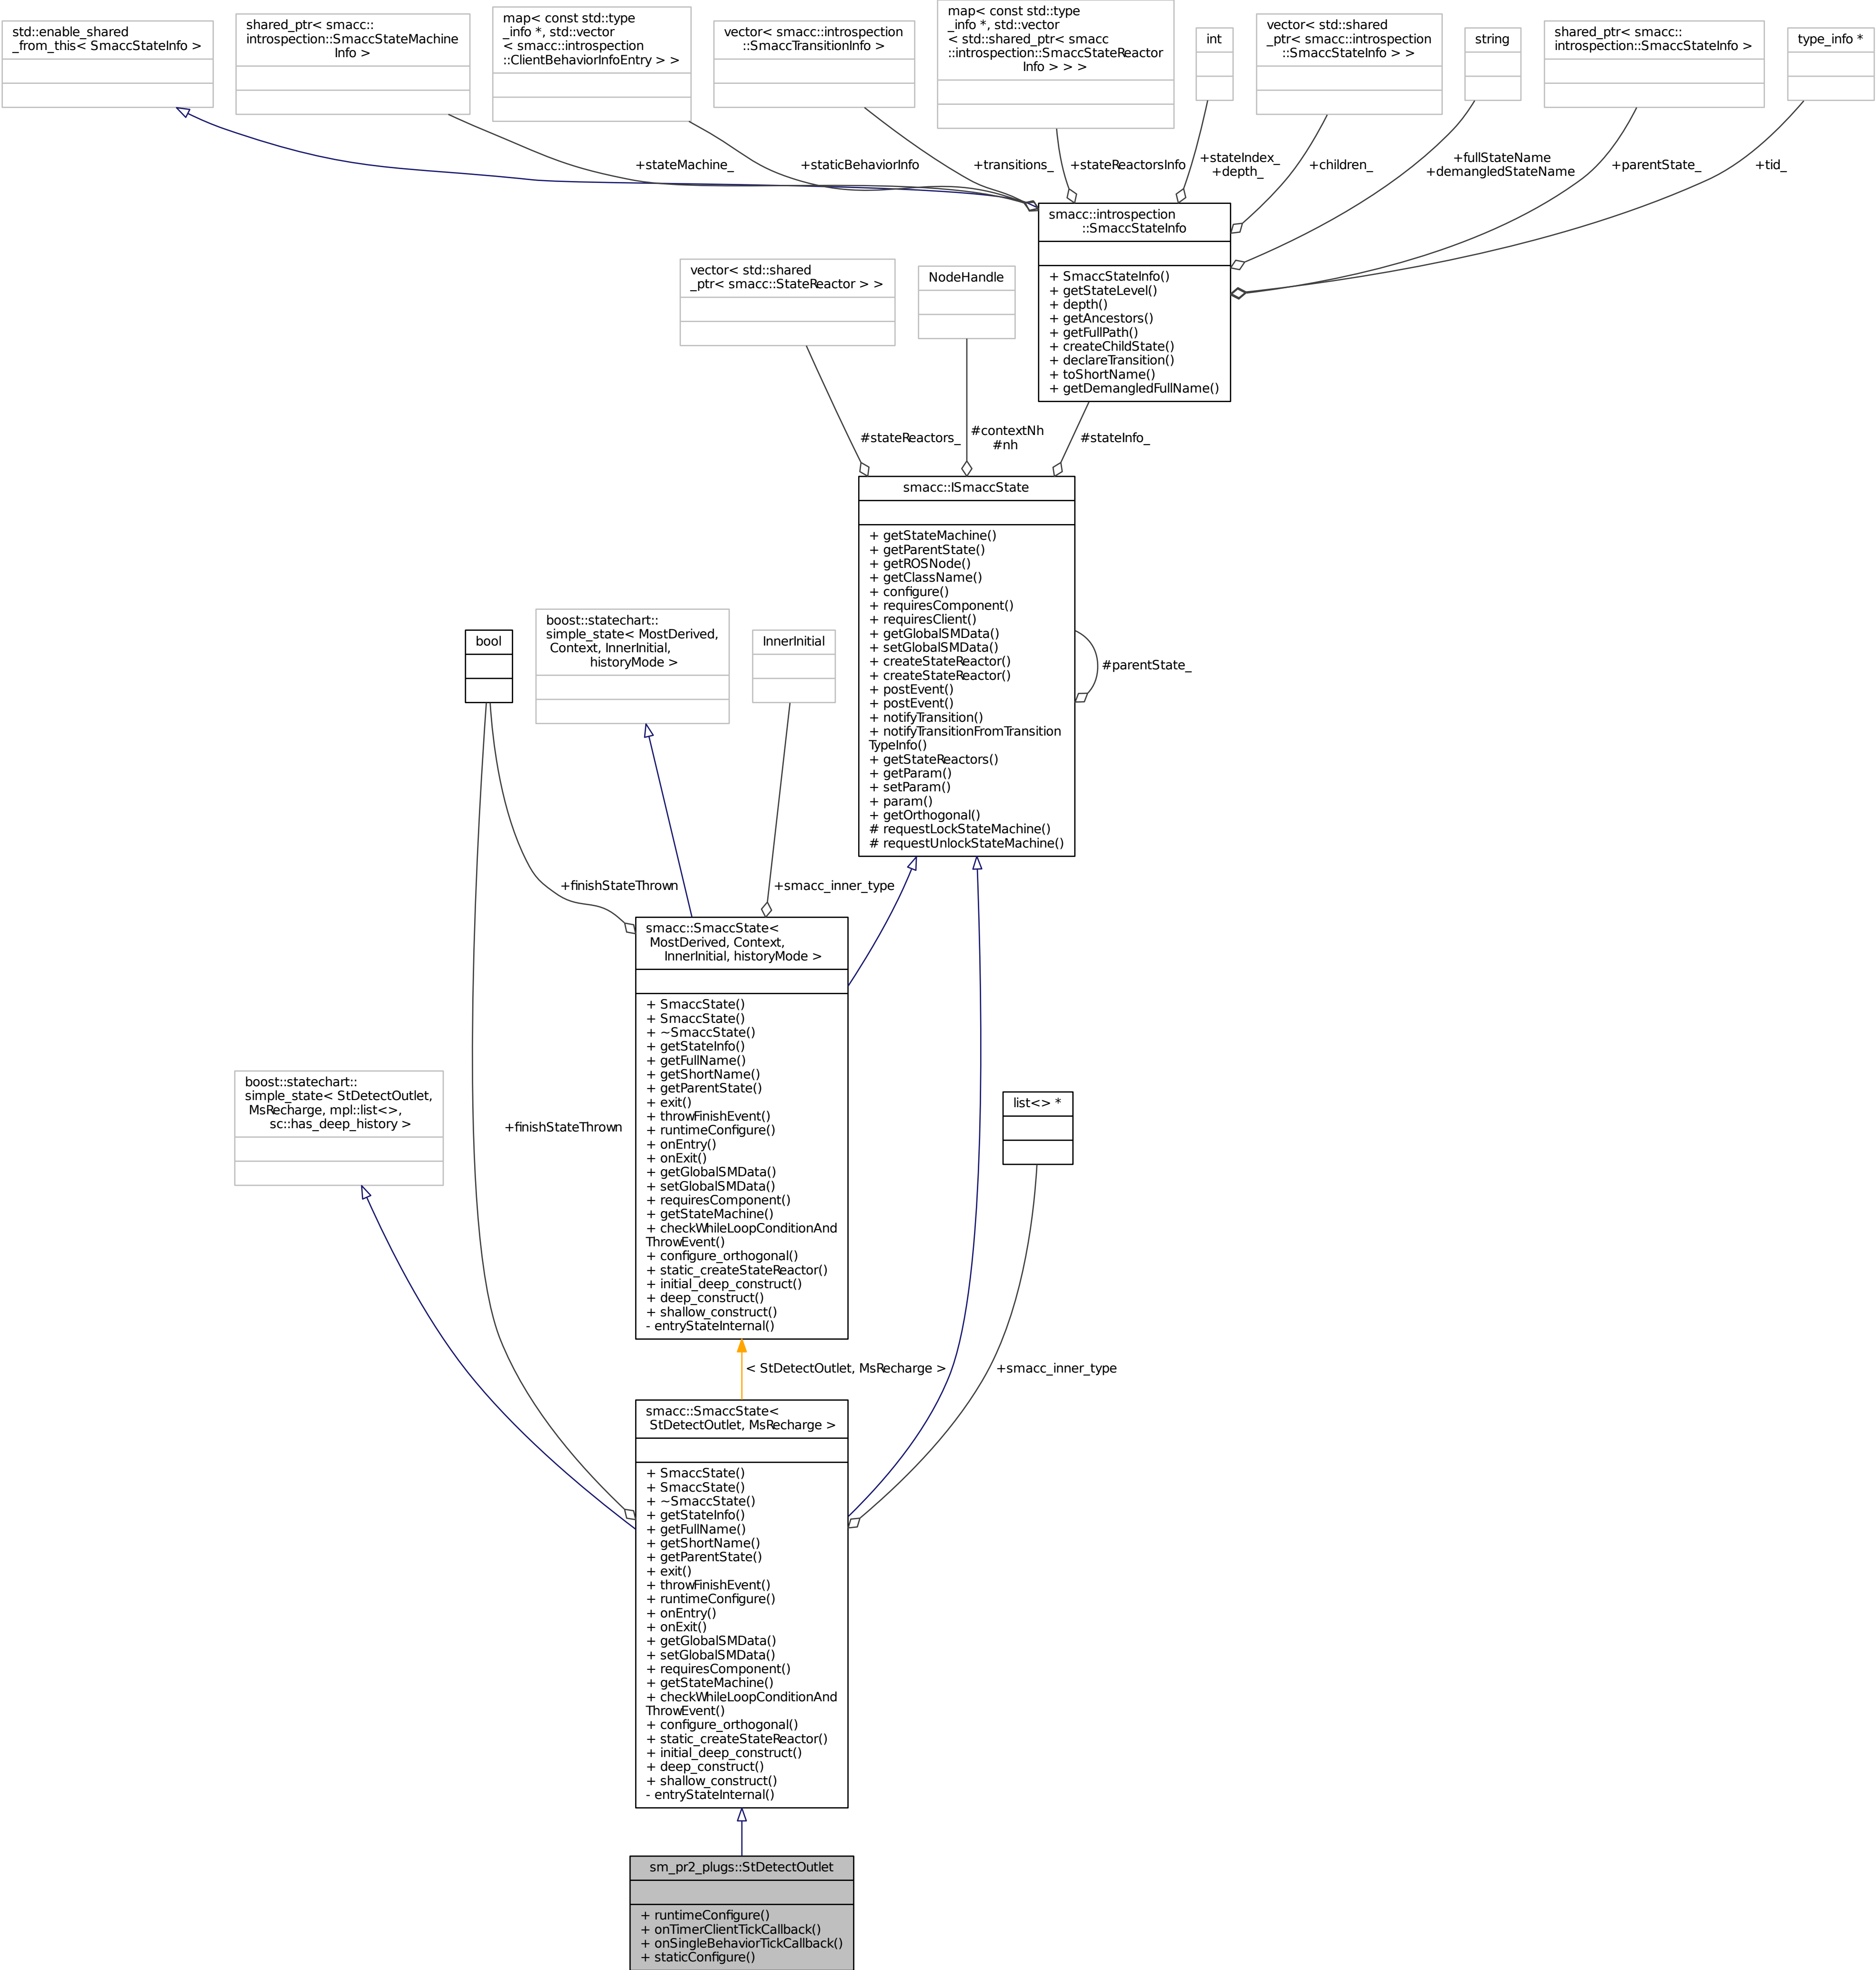 std::enable_shared
_from_this< SmaccStateInfo >
shared_ptr< smacc::
introspection::SmaccStateMachine
Info >
map< const std::type
_info *, std::vector
< smacc::introspection
::ClientBehaviorInfoEntry > >
vector< smacc::introspection
::SmaccTransitionInfo >
map< const std::type
_info *, std::vector
< std::shared_ptr< smacc
::introspection::SmaccStateReactor
Info > > >
int
vector< std::shared
_ptr< smacc::introspection
::SmaccStateInfo > >
string
shared_ptr< smacc::
introspection::SmaccStateInfo >
type_info *
+stateMachine_
+staticBehaviorInfo
+transitions_
+stateReactorsInfo
+stateIndex_
+depth_
+children_
+fullStateName
+demangledStateName
+parentState_
+tid_
smacc::introspection
::SmaccStateInfo
+ SmaccStateInfo()
+ getStateLevel()
+ depth()
+ getAncestors()
+ getFullPath()
+ createChildState()
+ declareTransition()
+ toShortName()
+ getDemangledFullName()
vector< std::shared
_ptr< smacc::StateReactor > >
NodeHandle
#stateReactors_
#contextNh
#nh
#stateInfo_
smacc::ISmaccState
+ getStateMachine()
+ getParentState()
+ getROSNode()
+ getClassName()
+ configure()
+ requiresComponent()
+ requiresClient()
+ getGlobalSMData()
+ setGlobalSMData()
+ createStateReactor()
+ createStateReactor()
+ postEvent()
+ postEvent()
+ notifyTransition()
+ notifyTransitionFromTransition
TypeInfo()
+ getStateReactors()
+ getParam()
+ setParam()
+ param()
+ getOrthogonal()
# requestLockStateMachine()
# requestUnlockStateMachine()
#parentState_
bool
boost::statechart::
simple_state< MostDerived,
Context, InnerInitial,
historyMode >
InnerInitial
+finishStateThrown
+smacc_inner_type
smacc::SmaccState<
MostDerived, Context,
InnerInitial, historyMode >
+ SmaccState()
+ SmaccState()
+ ~SmaccState()
+ getStateInfo()
+ getFullName()
+ getShortName()
+ getParentState()
+ exit()
+ throwFinishEvent()
+ runtimeConfigure()
+ onEntry()
+ onExit()
+ getGlobalSMData()
+ setGlobalSMData()
+ requiresComponent()
+ getStateMachine()
+ checkWhileLoopConditionAnd
ThrowEvent()
+ configure_orthogonal()
+ static_createStateReactor()
+ initial_deep_construct()
+ deep_construct()
+ shallow_construct()
- entryStateInternal()
boost::statechart::
simple_state< StDetectOutlet,
MsRecharge, mpl::list<>,
sc::has_deep_history >
+finishStateThrown
list<> *
< StDetectOutlet, MsRecharge >
+smacc_inner_type
smacc::SmaccState<
StDetectOutlet, MsRecharge >
+ SmaccState()
+ SmaccState()
+ ~SmaccState()
+ getStateInfo()
+ getFullName()
+ getShortName()
+ getParentState()
+ exit()
+ throwFinishEvent()
+ runtimeConfigure()
+ onEntry()
+ onExit()
+ getGlobalSMData()
+ setGlobalSMData()
+ requiresComponent()
+ getStateMachine()
+ checkWhileLoopConditionAnd
ThrowEvent()
+ configure_orthogonal()
+ static_createStateReactor()
+ initial_deep_construct()
+ deep_construct()
+ shallow_construct()
- entryStateInternal()
sm_pr2_plugs::StDetectOutlet
+ runtimeConfigure()
+ onTimerClientTickCallback()
+ onSingleBehaviorTickCallback()
+ staticConfigure()